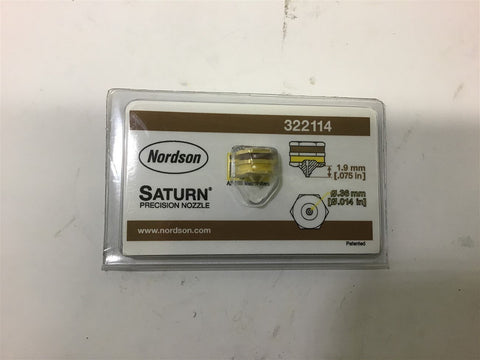 322114
Nordson
SATURN®
PRECISION NOZZLE
1.9 mm
[.075 in]
Ø.36 mm
[Ø.014 in]
www.nordson.com
Patented